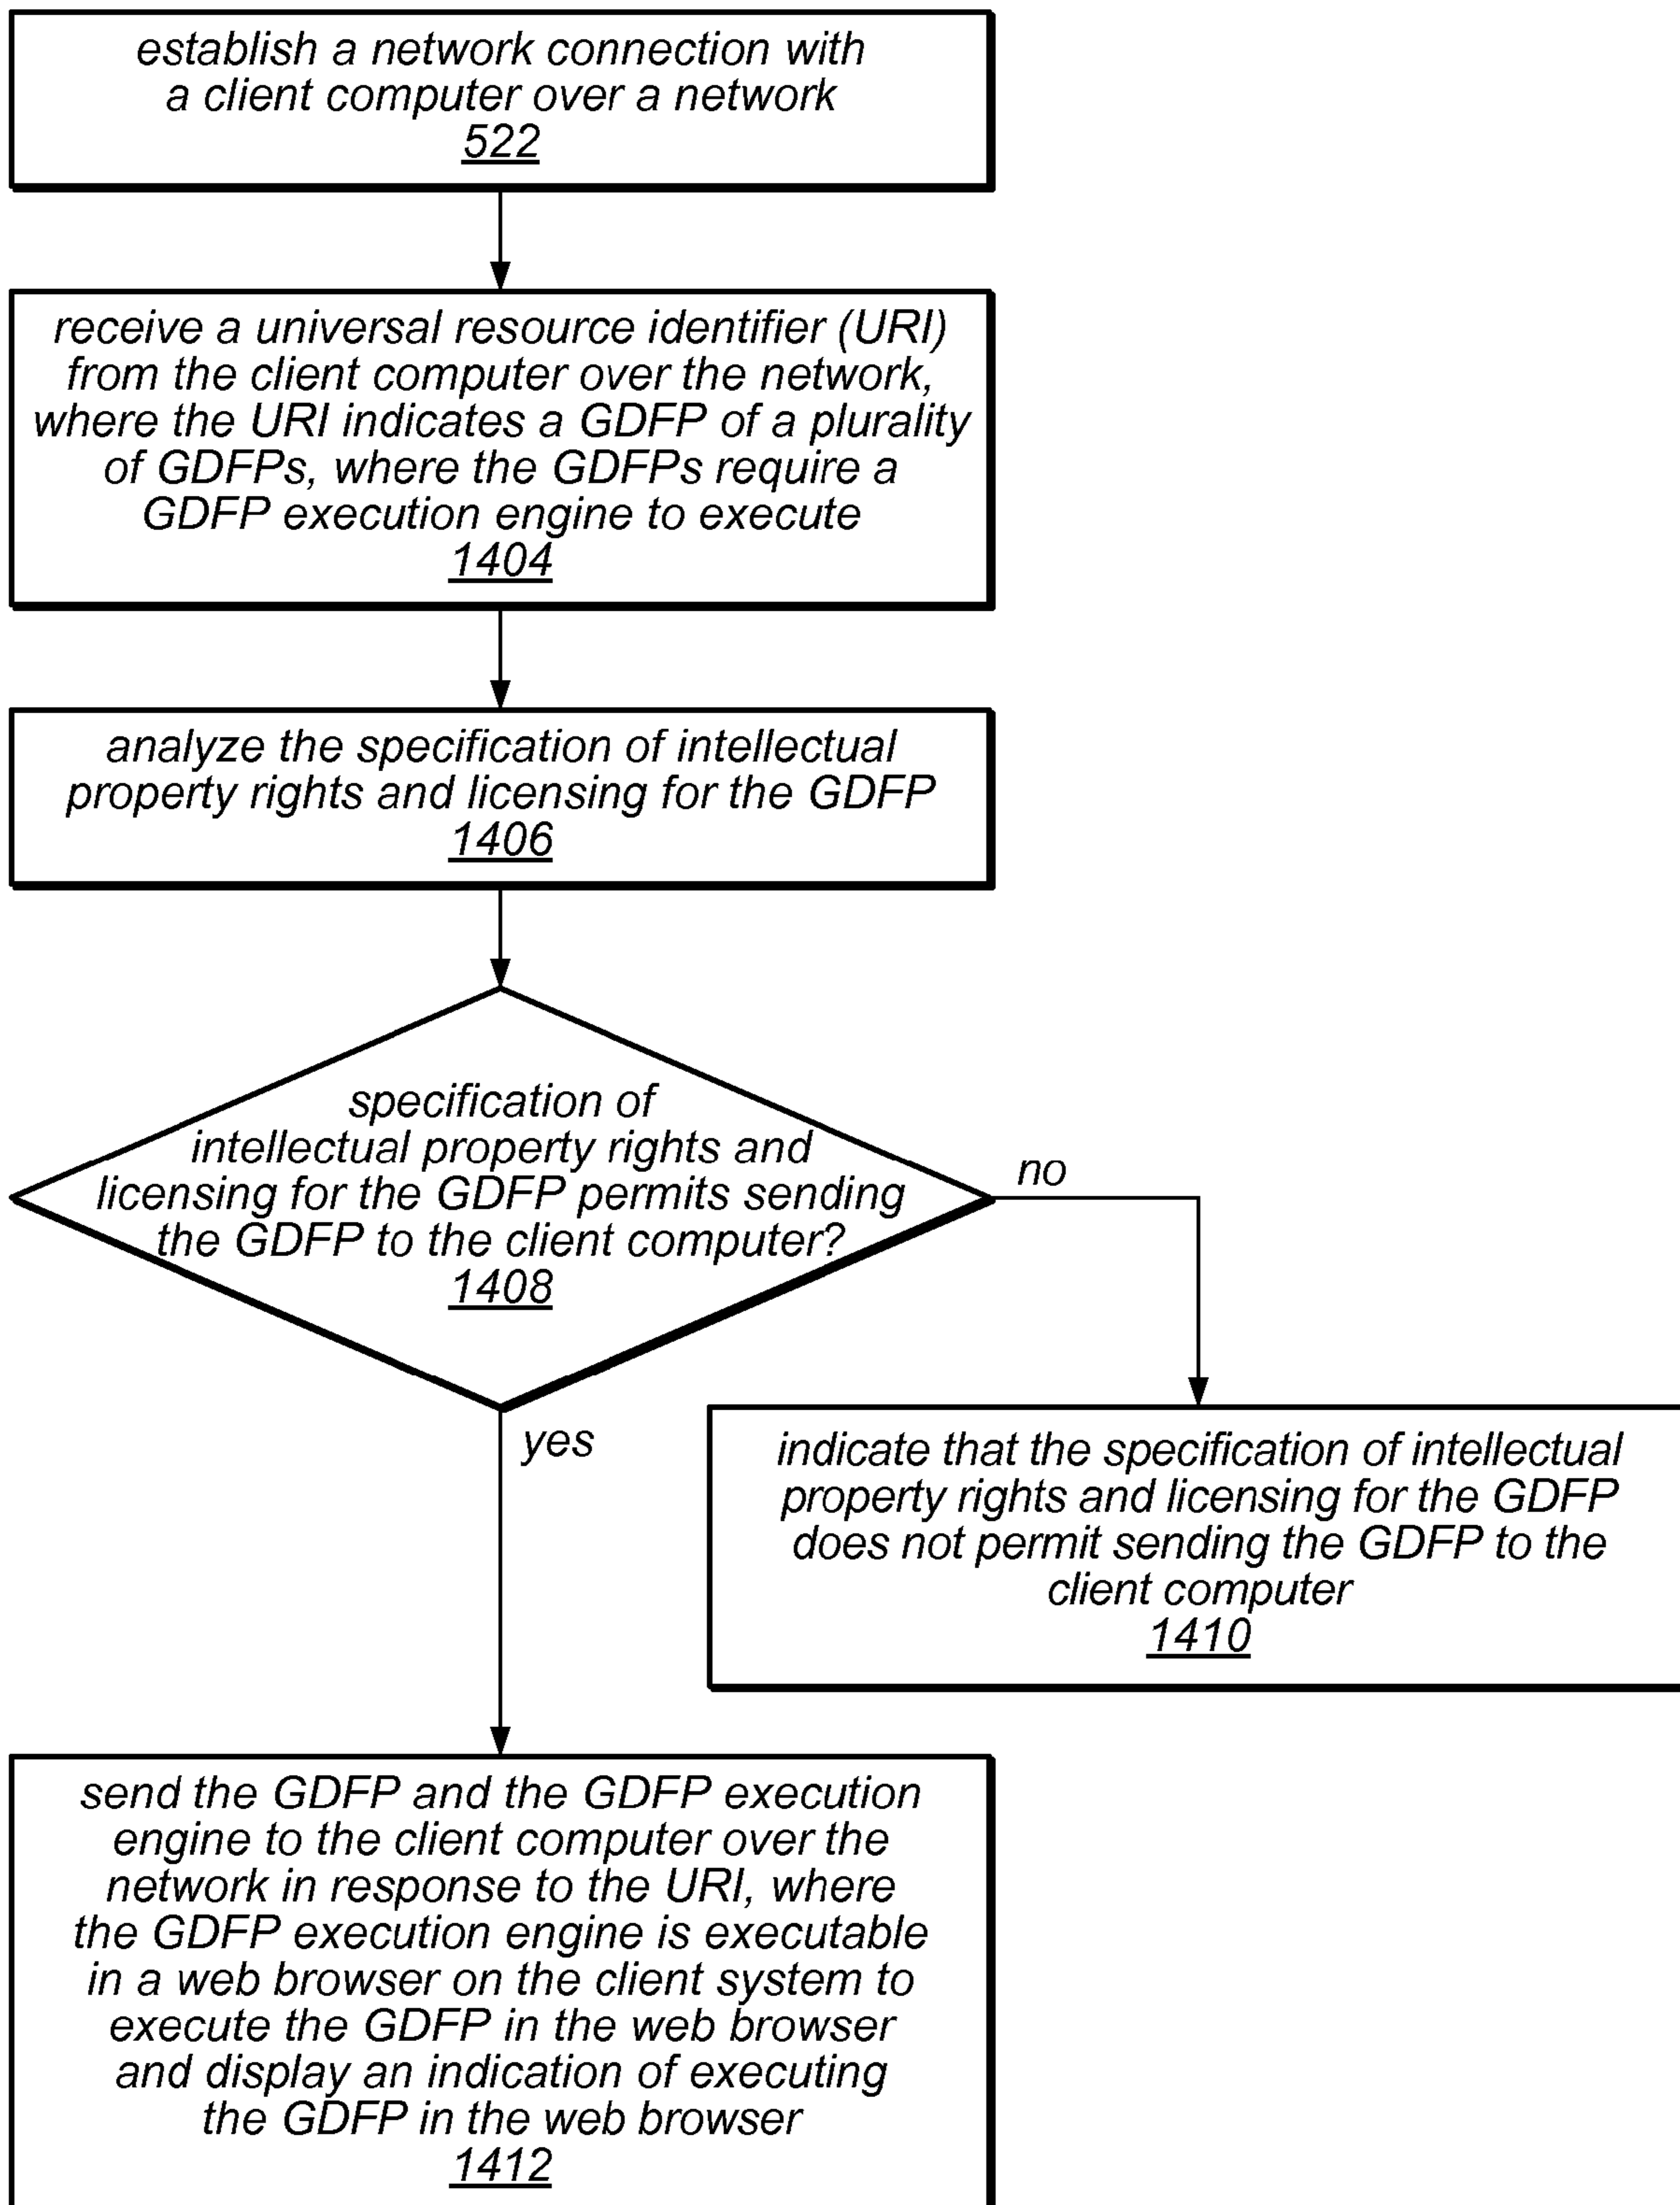 establish a network connection with
a client computer over a network
522
receive a universal resource identifier (URI)
from the client computer over the network,
where the URI indicates a GDFP of a plurality
of GDFPs, where the GDFPs require a
GDFP execution engine to execute
1404
analyze the specification of intellectual
property rights and licensing for the GDFP
1406
specification of
intellectual property rights and
licensing for the GDFP permits sending
the GDFP to the client computer?
1408
no
yes
indicate that the specification of intellectual
property rights and licensing for the GDFP
does not permit sending the GDFP to the
client computer
1410
send the GDFP and the GDFP execution
engine to the client computer over the
network in response to the URI, where
the GDFP execution engine is executable
in a web browser on the client system to
execute the GDFP in the web browser
and display an indication of executing
the GDFP in the web browser
1412